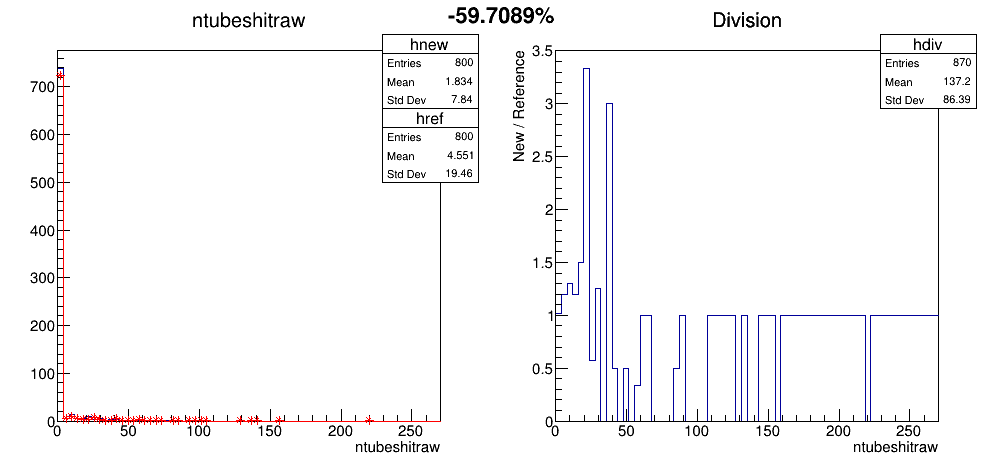 -59.7089%
ntubeshitraw
hnew
Entries 800
Mean 1.834
Std Dev 7.84
href
Entries 800
Mean 4.551
Std Dev 19.46
700
600
500
400
300
200
100
0
0 50 100 150 200 250
ntubeshitraw
Division
hdiv
Entries 870
Mean 137.2
Std Dev 86.39
New / Reference
3.5
3
2.5
2
1.5
1
0.5
0
0 50 100 150 200 250
ntubeshitraw